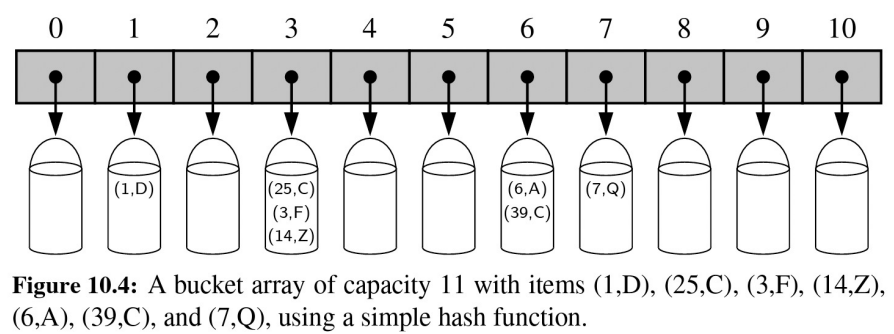 0 1 2 3 4 5 6 7 8 9 10
(1,D) (25,C) (6,A) (7,Q)
(3,F) (39,C)
(14,Z)
Figure 10.4: A bucket array of capacity 11 with items (1,D), (25,C), (3,F), (14,Z),
(6,A), (39,C), and (7,Q), using a simple hash function.